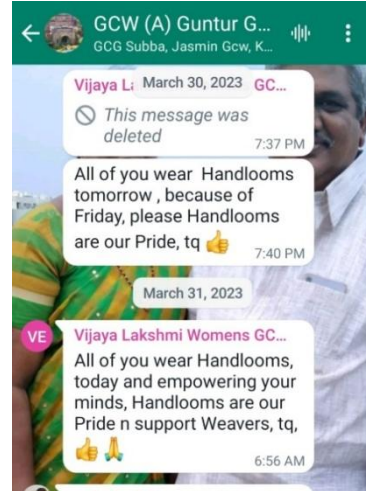 GCW (A) Guntur G...
GCG Subba, Jasmin Gcw, K...
March 30, 2023
Vijaya La GC...
This message was
deleted
7:37 PM
All of you wear Handlooms
tomorrow , because of
Friday, please Handlooms
are our Pride, tq 👍
7:40 PM
March 31, 2023
VE
Vijaya Lakshmi Womens GC...
All of you wear Handlooms,
today and empowering your
minds, Handlooms are our
Pride n support Weavers, tq,
👍🙏
6:56 AM